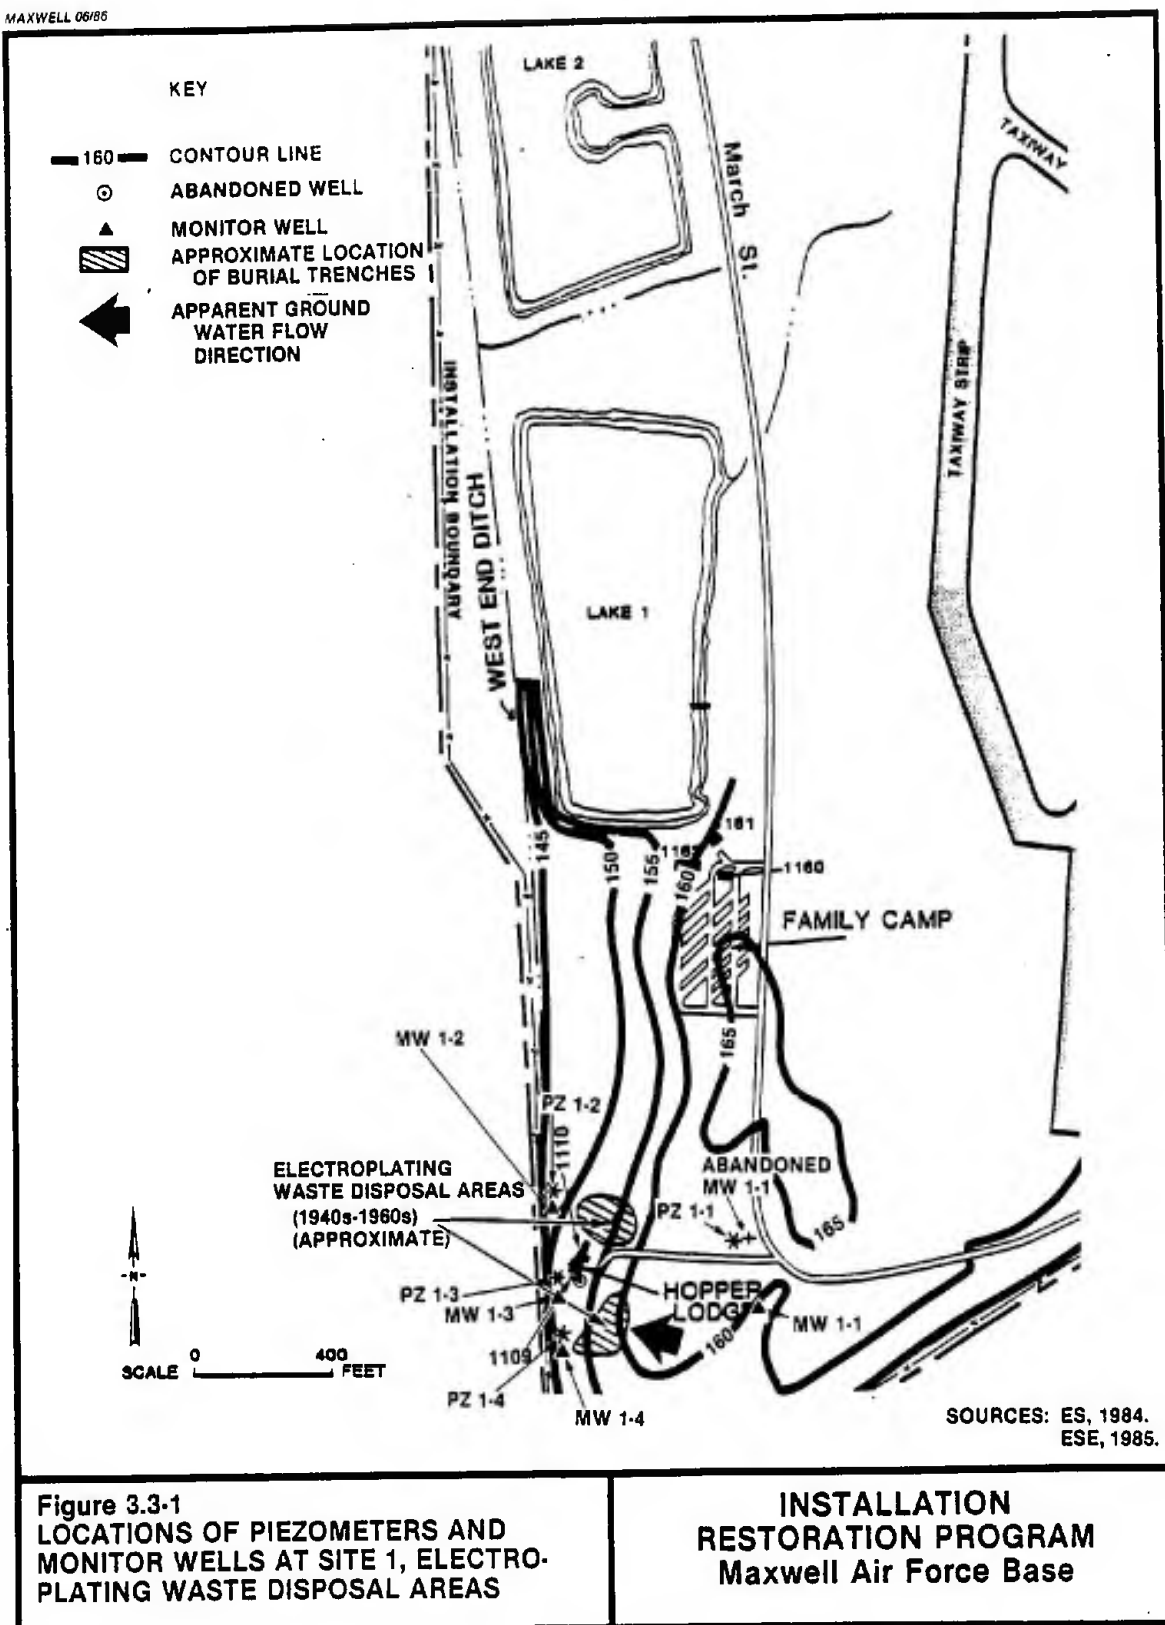 MAXWELL 06/86
KEY
160 CONTOUR LINE
ABANDONED WELL
MONITOR WELL
APPROXIMATE LOCATION
OF BURIAL TRENCHES
APPARENT GROUND
WATER FLOW
DIRECTION
LAKE 2
March St.
TAXIWAY
TAXIWAY STRIP
INSTALLATION BOUNDARY
WEST END DITCH
LAKE 1
145
150
155
160
161
1160
FAMILY CAMP
165
MW 1-2
PZ 1-2
1110
ELECTROPLATING
WASTE DISPOSAL AREAS
(1940s-1960s)
(APPROXIMATE)
ABANDONED
MW 1-1
PZ 1-1
165
-N-
PZ 1-3
MW 1-3
HOPPER
LODGE
MW 1-1
160
1109
PZ 1-4
MW 1-4
SCALE 0 400 FEET
SOURCES: ES, 1984.
ESE, 1985.
Figure 3.3-1
LOCATIONS OF PIEZOMETERS AND
MONITOR WELLS AT SITE 1, ELECTRO-
PLATING WASTE DISPOSAL AREAS
INSTALLATION
RESTORATION PROGRAM
Maxwell Air Force Base